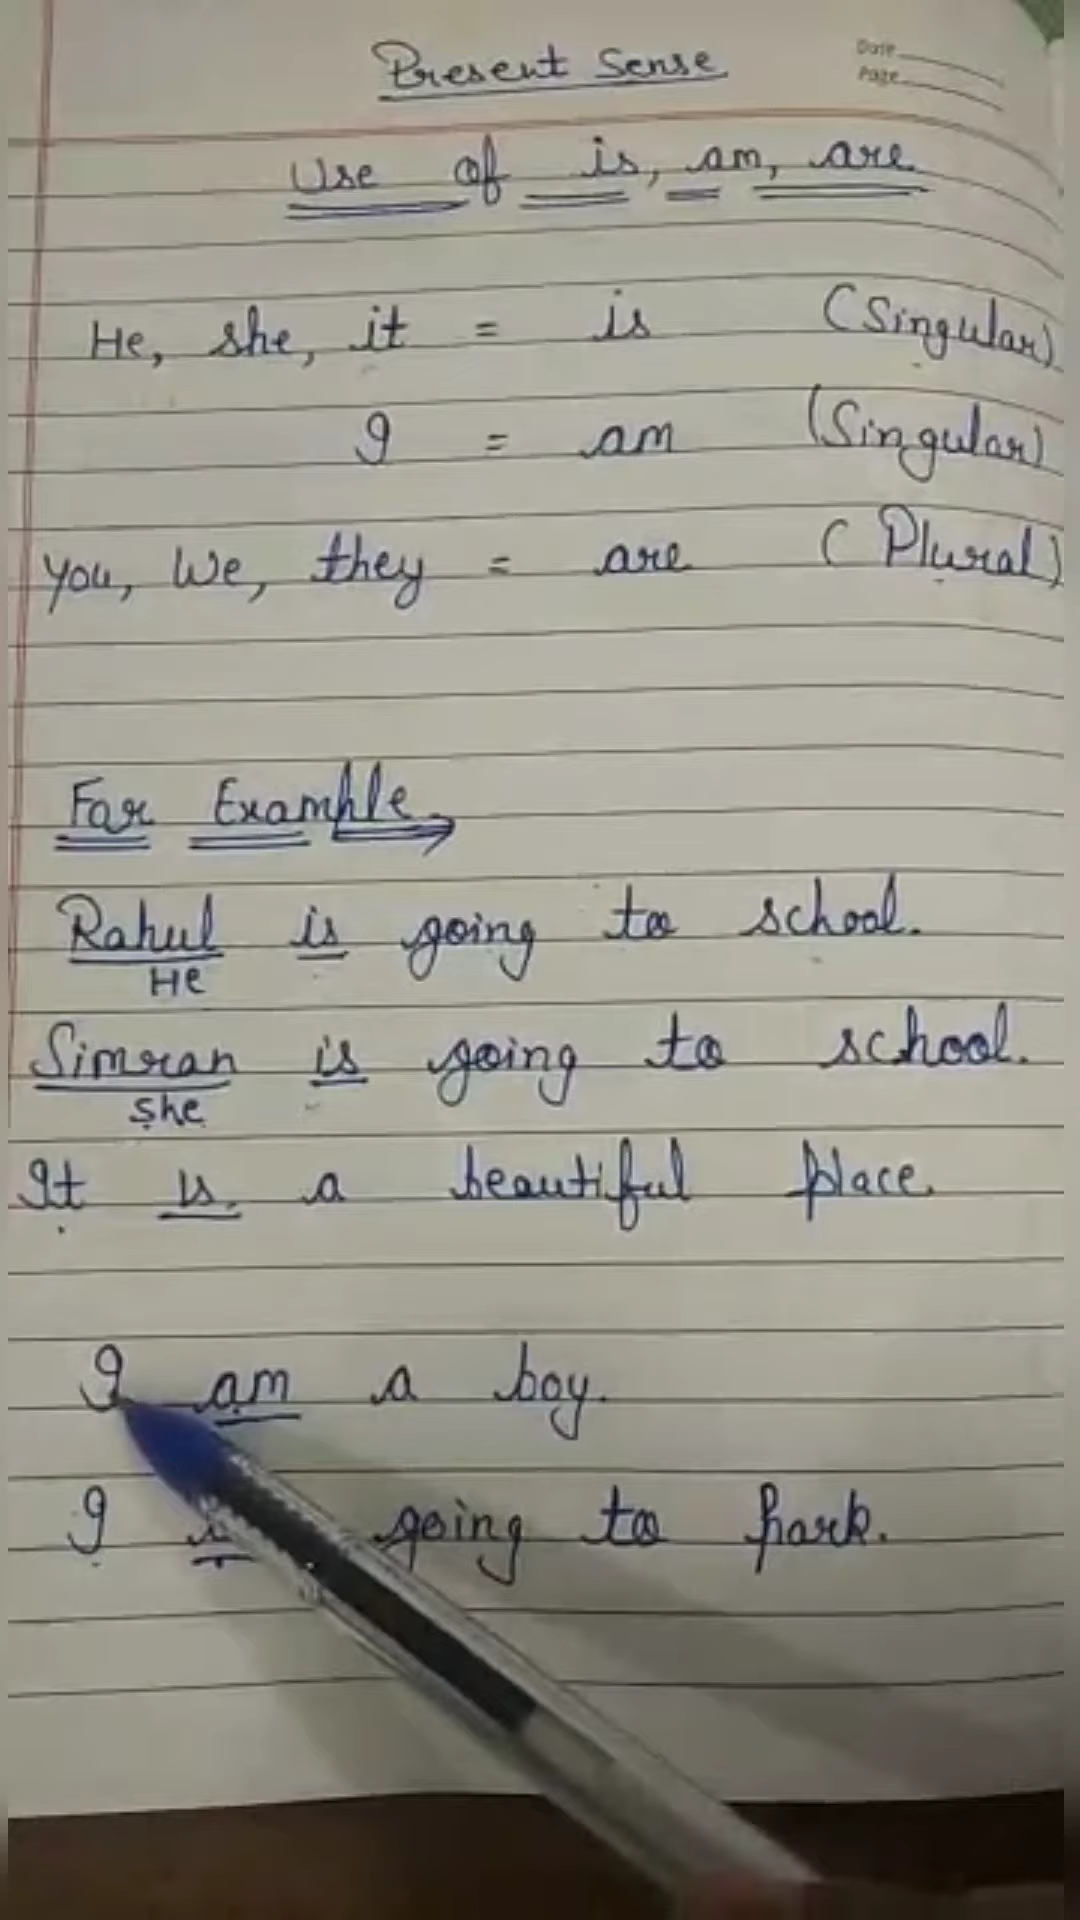 Present Sense
Date
Page
Use of is, am, are
He, she, it = is (Singular)
I = am (Singular)
You, We, they = are (Plural)
For Example
Rahul is going to school.
He
Simran is going to school.
She
It is a beautiful place.
I am a boy.
I going to park.